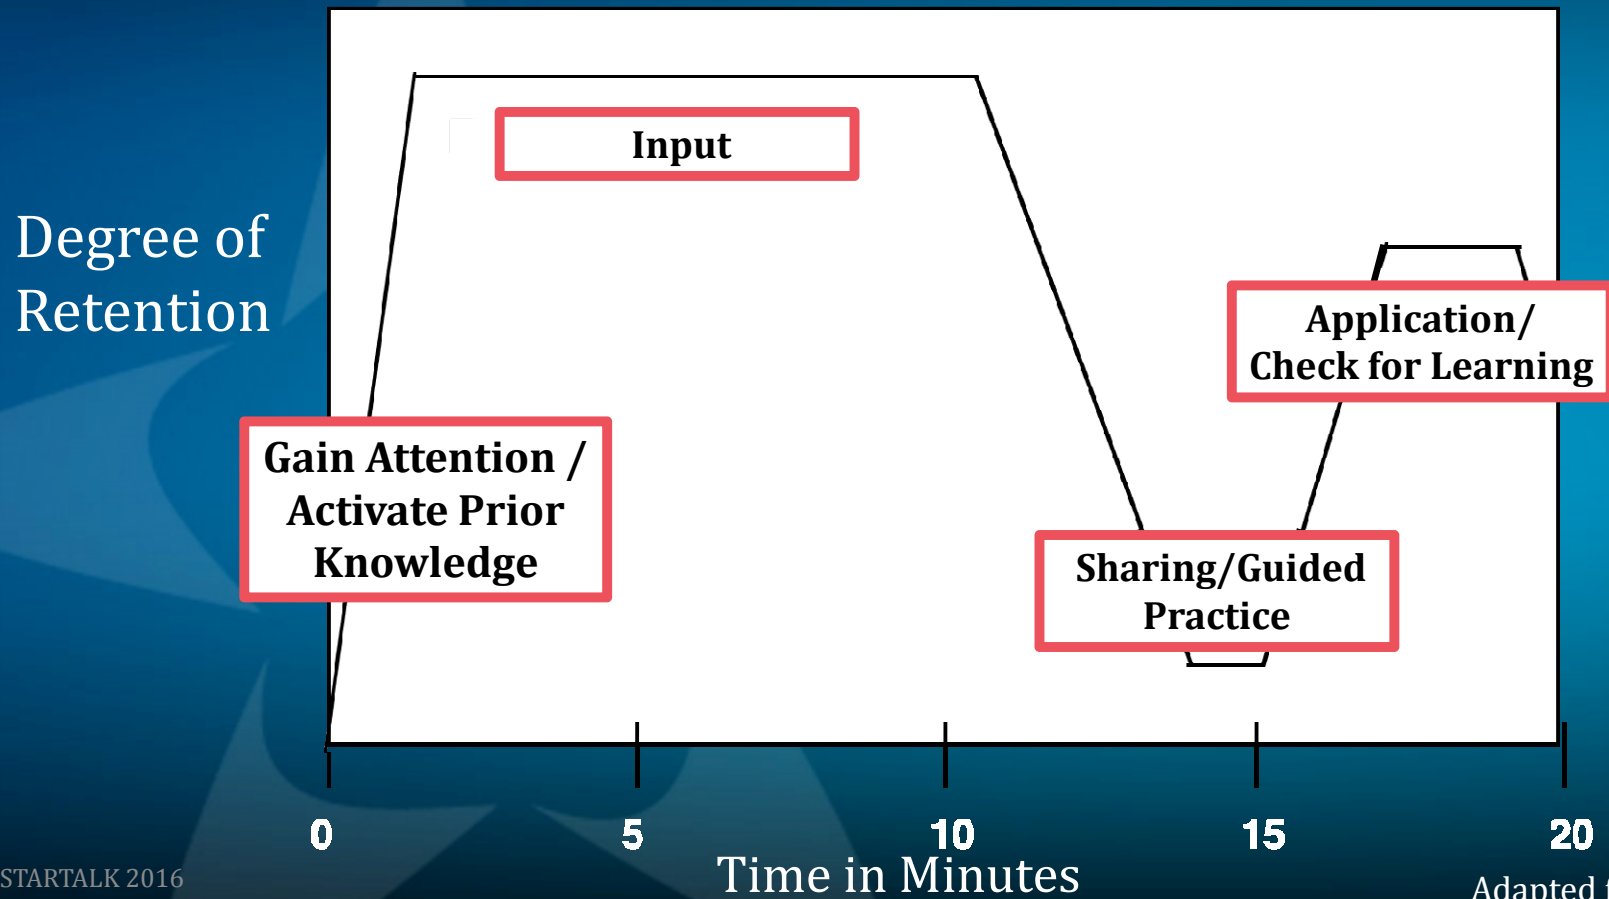 Input
Degree of
Retention
Application/
Check for Learning
Gain Attention /
Activate Prior
Knowledge
Sharing/Guided
Practice
0
5
10
15
20
Time in Minutes
STARTALK 2016
Adapted